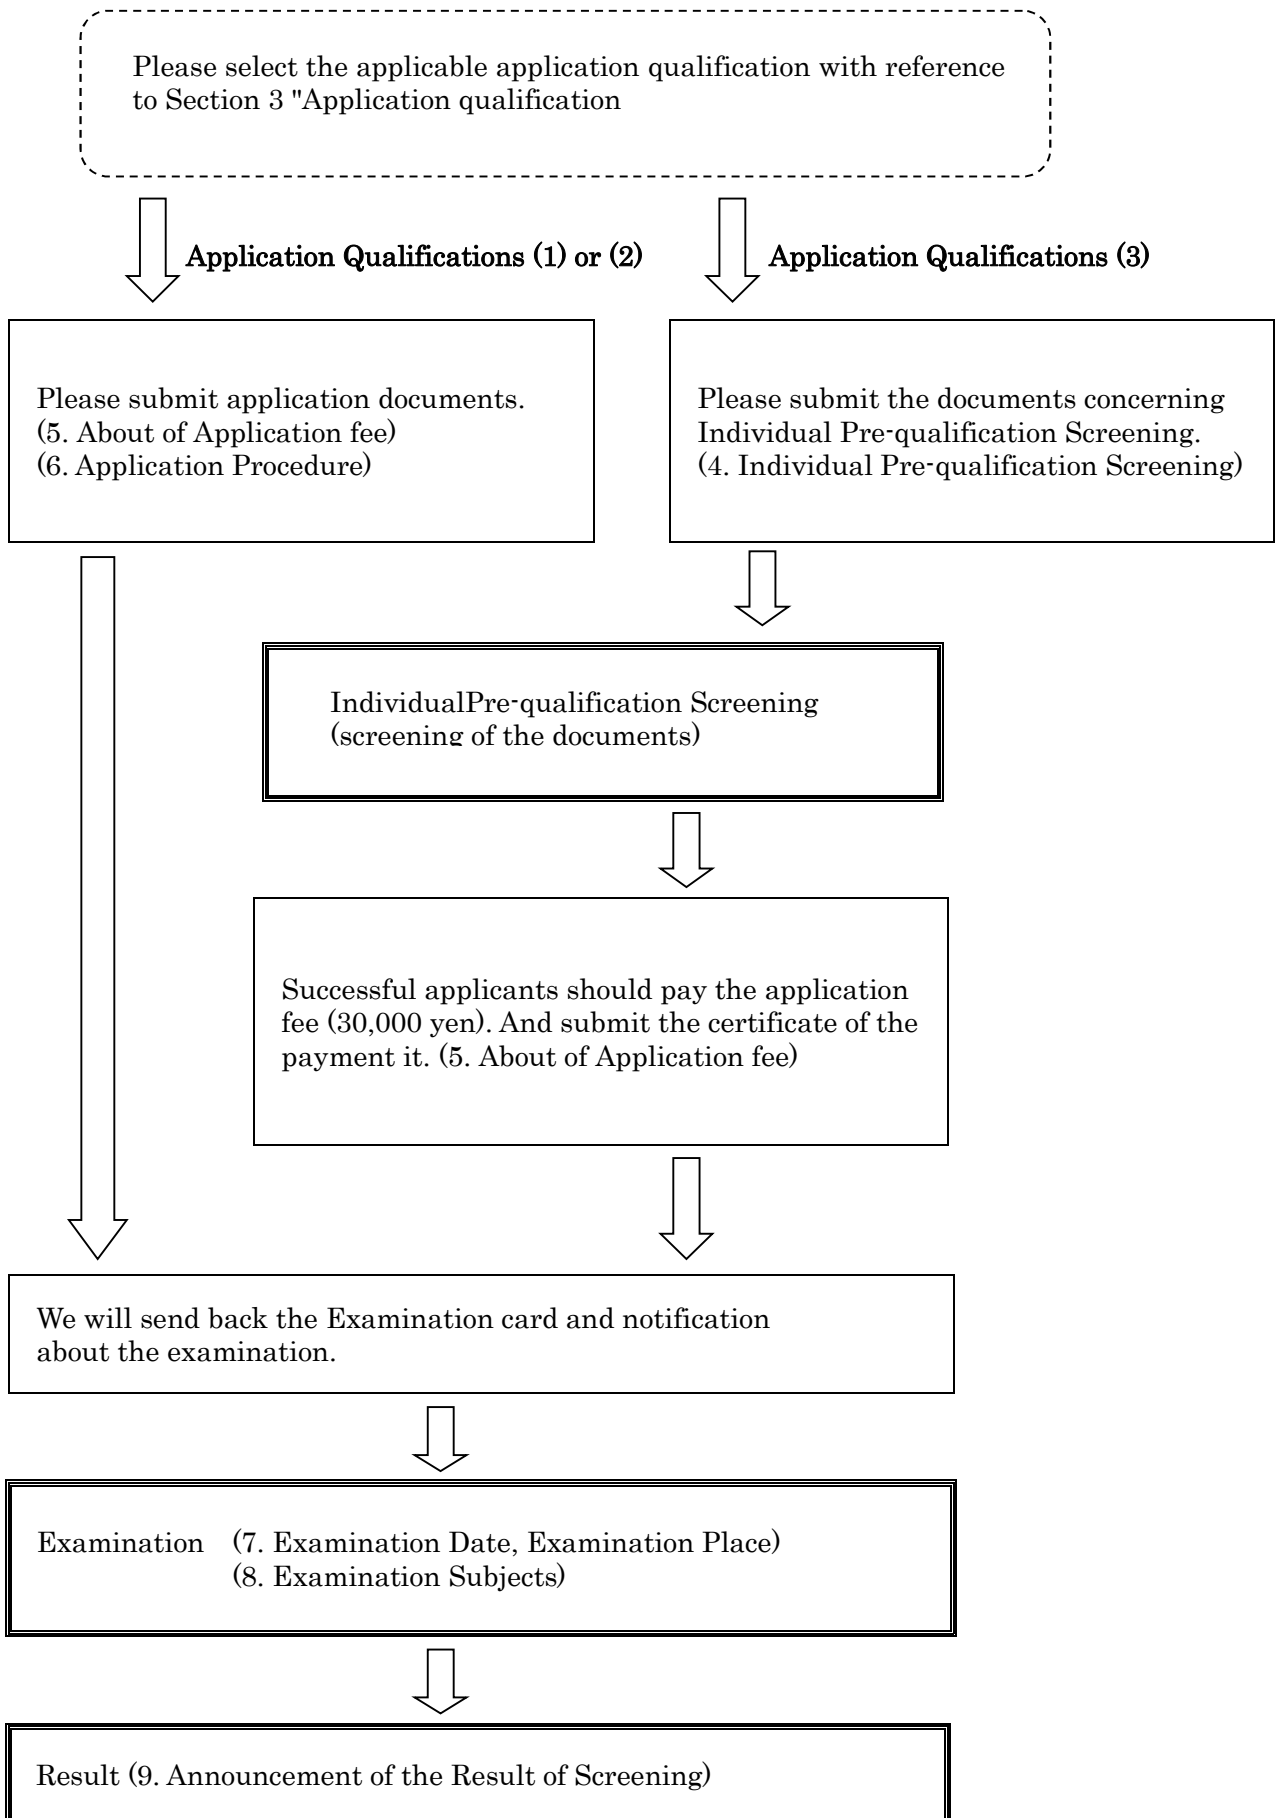 Please select the applicable application qualification with reference
to Section 3 "Application qualification
Application Qualifications (1) or (2)
Application Qualifications (3)
Please submit application documents.
(5. About of Application fee)
(6. Application Procedure)
Please submit the documents concerning
Individual Pre-qualification Screening.
(4. Individual Pre-qualification Screening)
IndividualPre-qualification Screening
(screening of the documents)
Successful applicants should pay the application
fee (30,000 yen). And submit the certificate of the
payment it. (5. About of Application fee)
We will send back the Examination card and notification
about the examination.
Examination (7. Examination Date, Examination Place)
(8. Examination Subjects)
Result (9. Announcement of the Result of Screening)